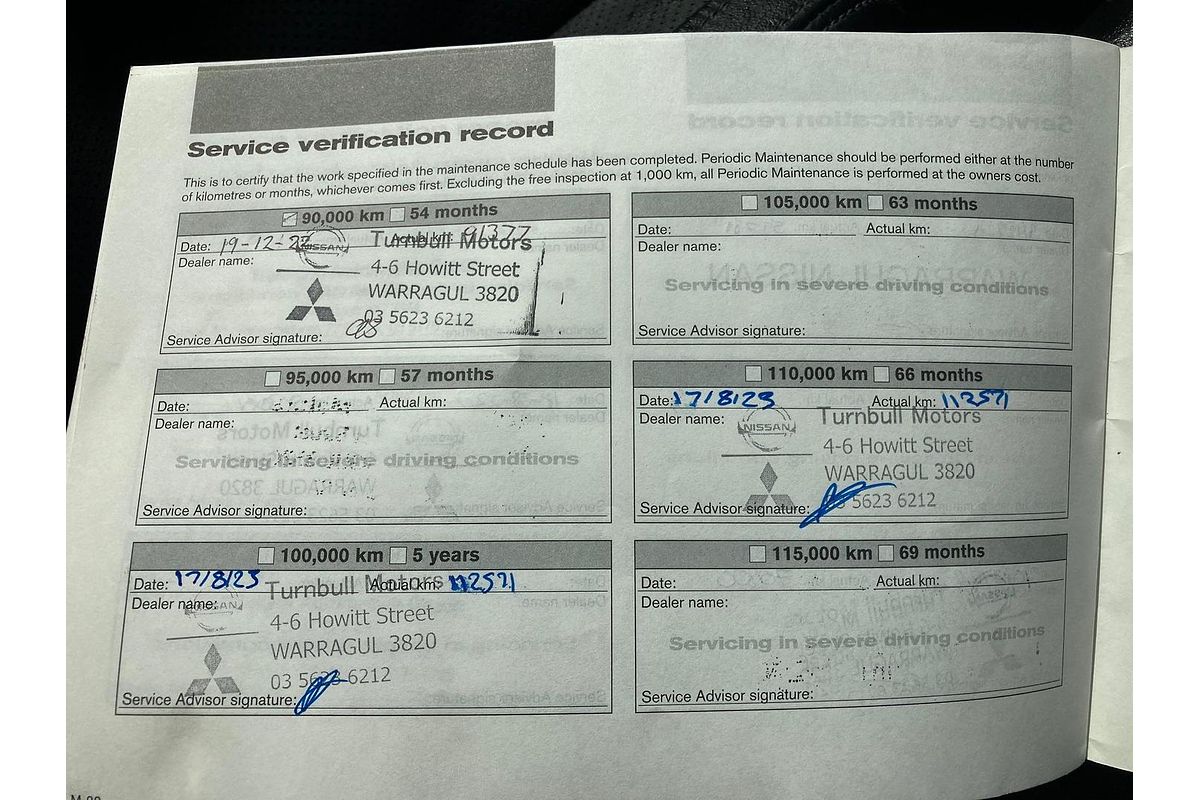 Service verification record
This is to certify that the work specified in the maintenance schedule has been completed. Periodic Maintenance should be performed either at the number
of kilometres or months, whichever comes first. Excluding the free inspection at 1,000 km, all Periodic Maintenance is performed at the owners cost.
90,000 km 54 months
Date: 19-12-22 Actual km: 91377
Dealer name: NISSAN Turnbull Motors
4-6 Howitt Street
WARRAGUL 3820
03 5623 6212
Service Advisor signature:
95,000 km 57 months
Date: Actual km:
Dealer name:
Servicing in severe driving conditions
Service Advisor signature:
100,000 km 5 years
Date: 17/8/23 Actual km: 112571
Dealer name: NISSAN Turnbull Motors
4-6 Howitt Street
WARRAGUL 3820
03 5623 6212
Service Advisor signature:
105,000 km 63 months
Date: Actual km:
Dealer name:
Servicing in severe driving conditions
Service Advisor signature:
110,000 km 66 months
Date: 17/8/23 Actual km: 112571
Dealer name: NISSAN Turnbull Motors
4-6 Howitt Street
WARRAGUL 3820
5623 6212
Service Advisor signature:
115,000 km 69 months
Date: Actual km:
Dealer name:
Servicing in severe driving conditions
Service Advisor signature: